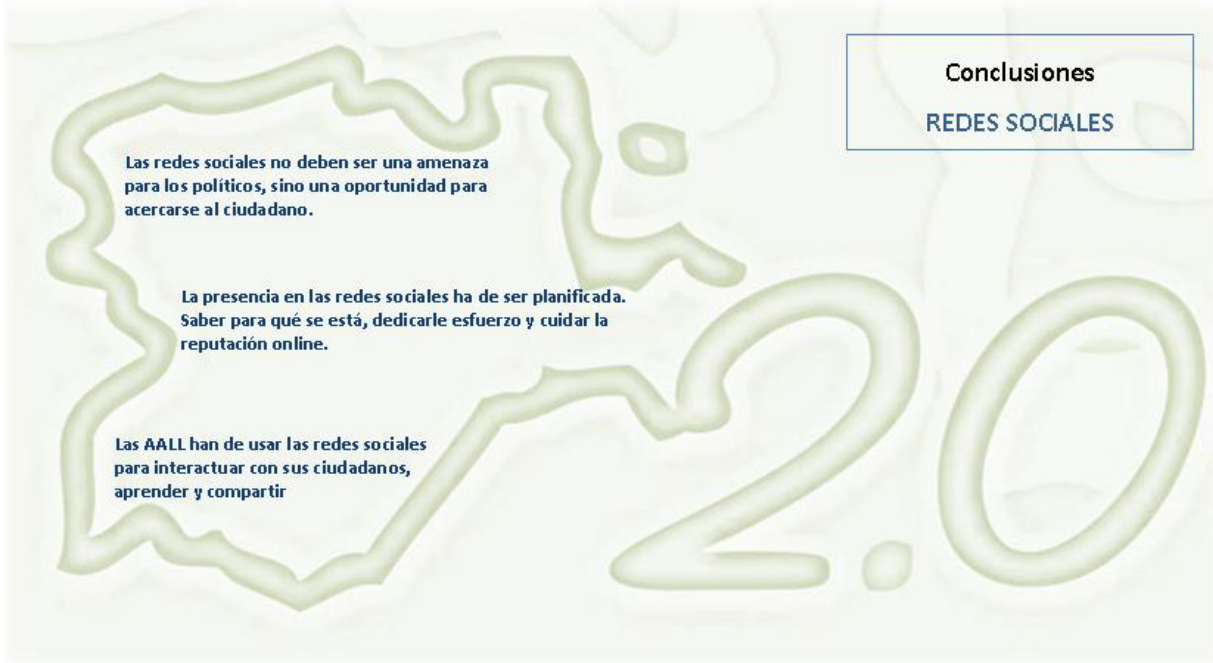 Conclusiones
REDES SOCIALES
Las redes sociales no deben ser una amenaza
para los políticos, sino una oportunidad para
acercarse al ciudadano.
La presencia en las redes sociales ha de ser planificada.
Saber para qué se está, dedicarle esfuerzo y cuidar la
reputación online.
Las AALL han de usar las redes sociales
para interactuar con sus ciudadanos,
aprender y compartir
2.0